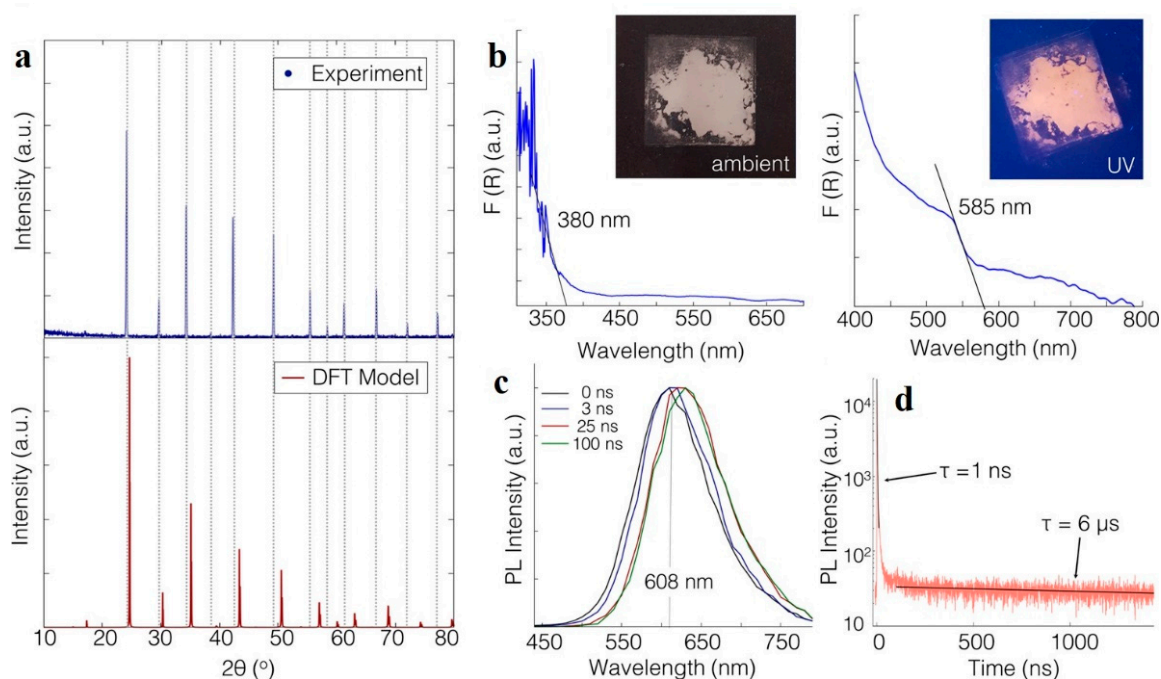 a
Experiment
Intensity (a.u.)
DFT Model
Intensity (a.u.)
10 20 30 40 50 60 70 80
2θ (°)
b
ambient
F (R) (a.u.)
380 nm
350 450 550 650
Wavelength (nm)
UV
F (R) (a.u.)
585 nm
400 500 600 700 800
Wavelength (nm)
c
0 ns
3 ns
25 ns
100 ns
PL Intensity (a.u.)
608 nm
450 550 650 750
Wavelength (nm)
d
PL Intensity (a.u.)
10⁴
10³
10²
10
τ = 1 ns
τ = 6 μs
0 500 1000
Time (ns)